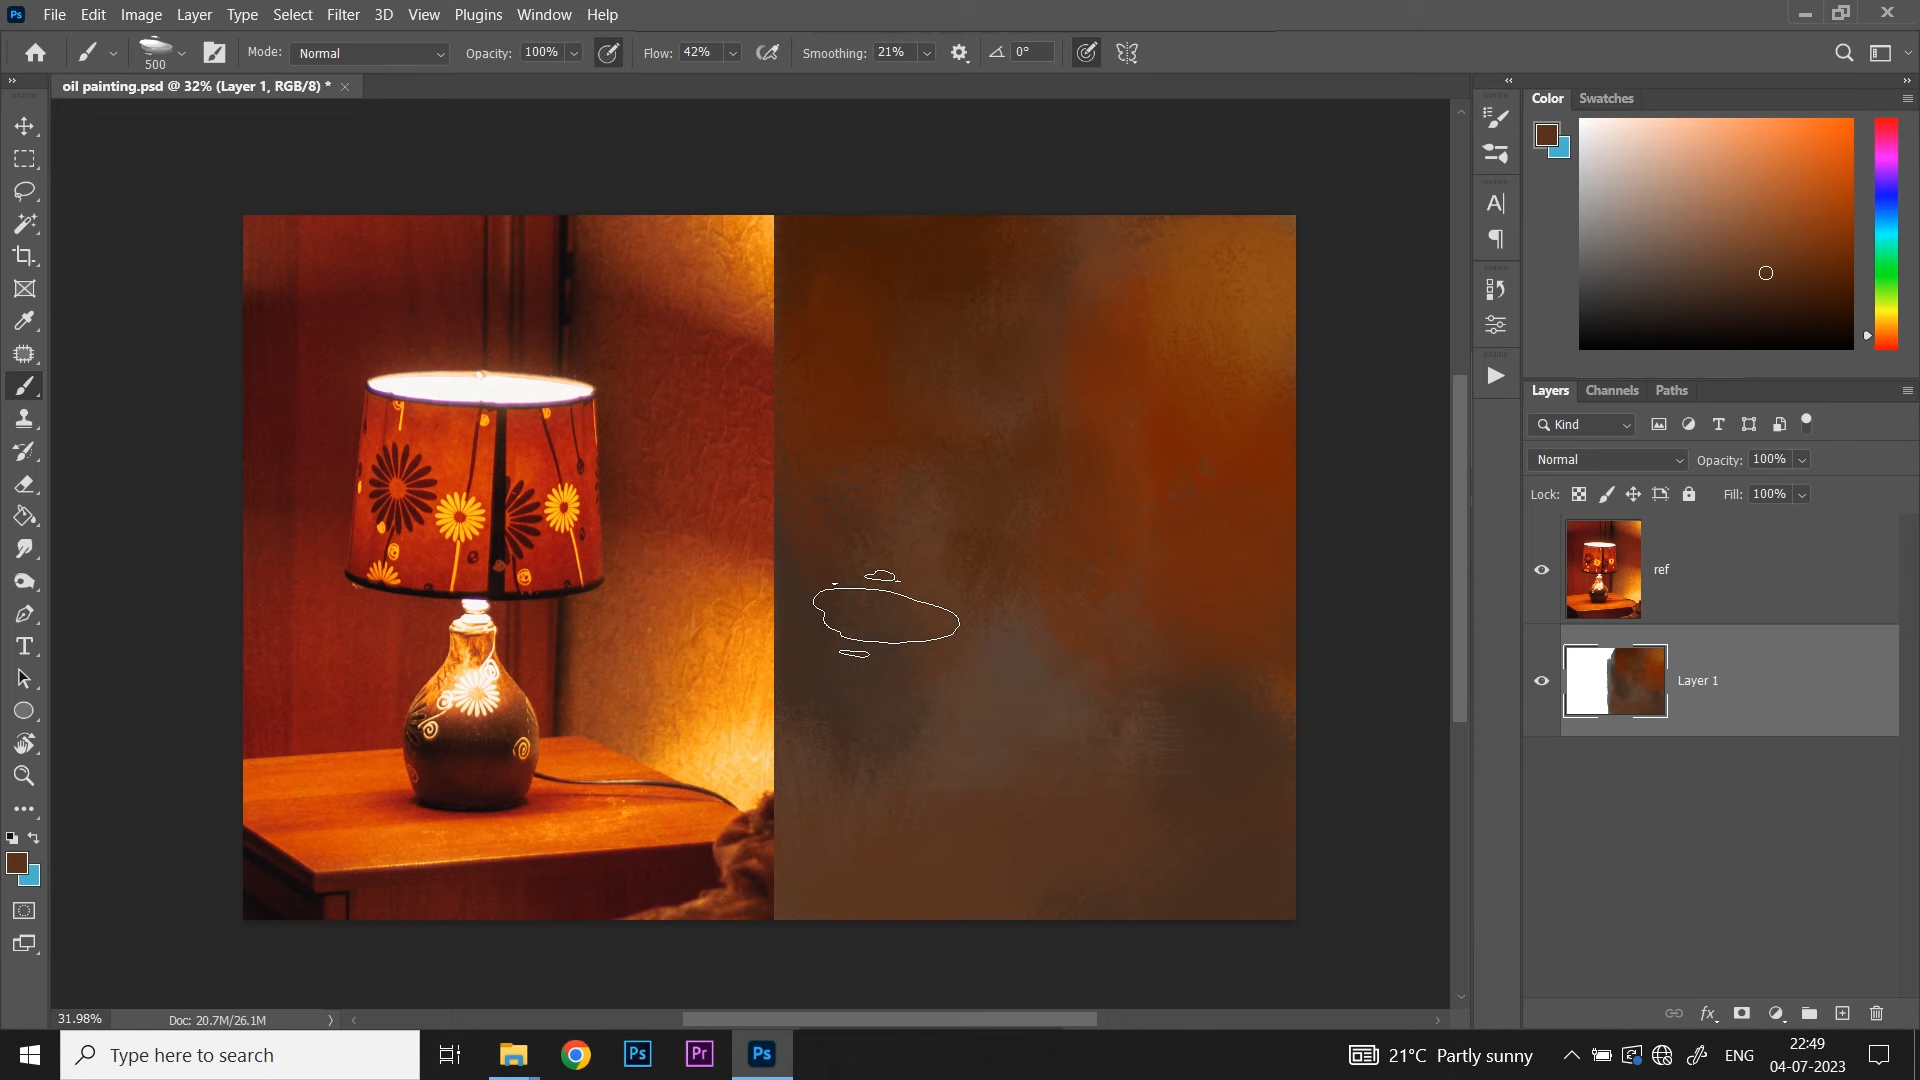 Ps File Edit Image Layer Type Select Filter 3D View Plugins Window Help
500 Mode: Normal Opacity: 100% Flow: 42% Smoothing: 21% 0°
oil painting.psd @ 32% (Layer 1, RGB/8) *
Color Swatches
Layers Channels Paths
Kind
Normal Opacity: 100%
Lock: Fill: 100%
ref
Layer 1
fx
31.98% Doc: 20.7M/26.1M
Type here to search
Ps Pr Ps
21°C Partly sunny
ENG
22:49
04-07-2023